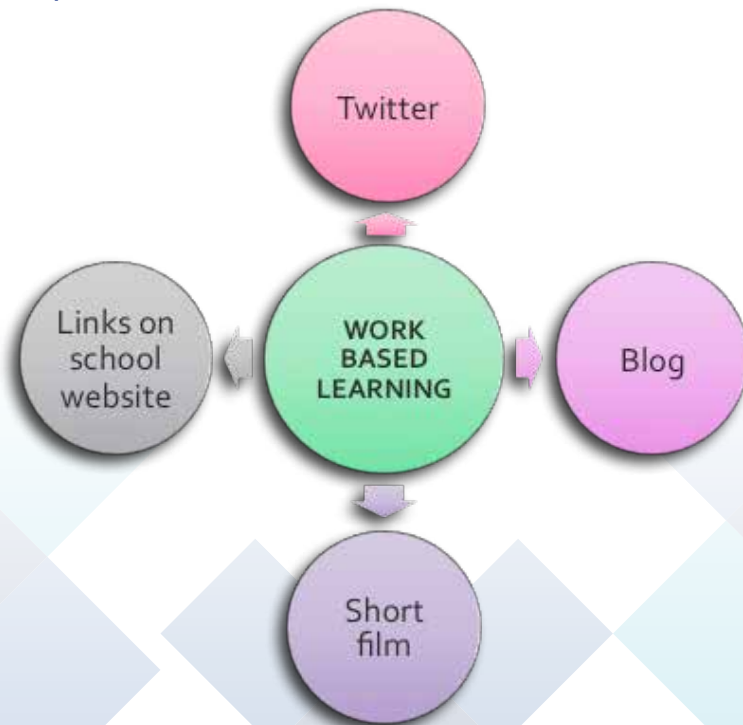 Twitter
Links on
school
website
WORK
BASED
LEARNING
Blog
Short
film